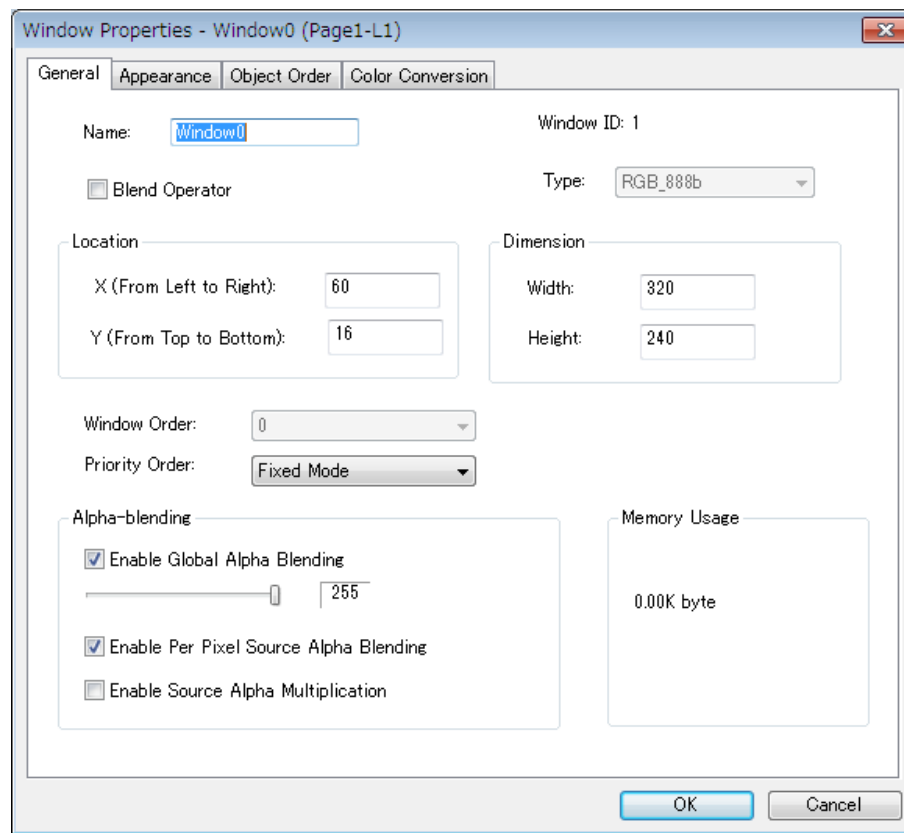 Window Properties - Window0 (Page1-L1)
General Appearance Object Order Color Conversion
Name: Window0 Window ID: 1
Blend Operator Type: RGB_888b
Location Dimension
X (From Left to Right): 60 Width: 320
Y (From Top to Bottom): 16 Height: 240
Window Order: 0
Priority Order: Fixed Mode
Alpha-blending Memory Usage
Enable Global Alpha Blending
255 0.00K byte
Enable Per Pixel Source Alpha Blending
Enable Source Alpha Multiplication
OK Cancel